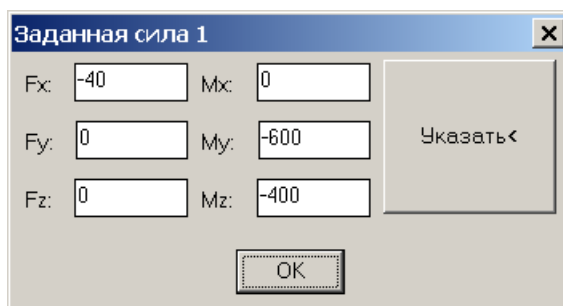 Заданная сила 1
Fx: -40 Mx: 0
Fy: 0 My: -600 Указать<
Fz: 0 Mz: -400
OK